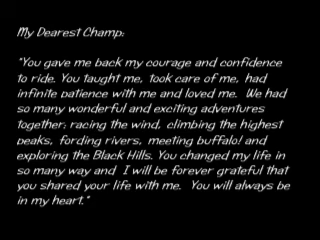 My Dearest Champ:
"You gave me back my courage and confidence
to ride. You taught me, took care of me, had
infinite patience with me and loved me. We had
so many wonderful and exciting adventures
together: racing the wind, climbing the highest
peaks, fording rivers, meeting buffalo! and
exploring the Black Hills. You changed my life in
so many way and I will be forever grateful that
you shared your life with me. You will always be
in my heart."